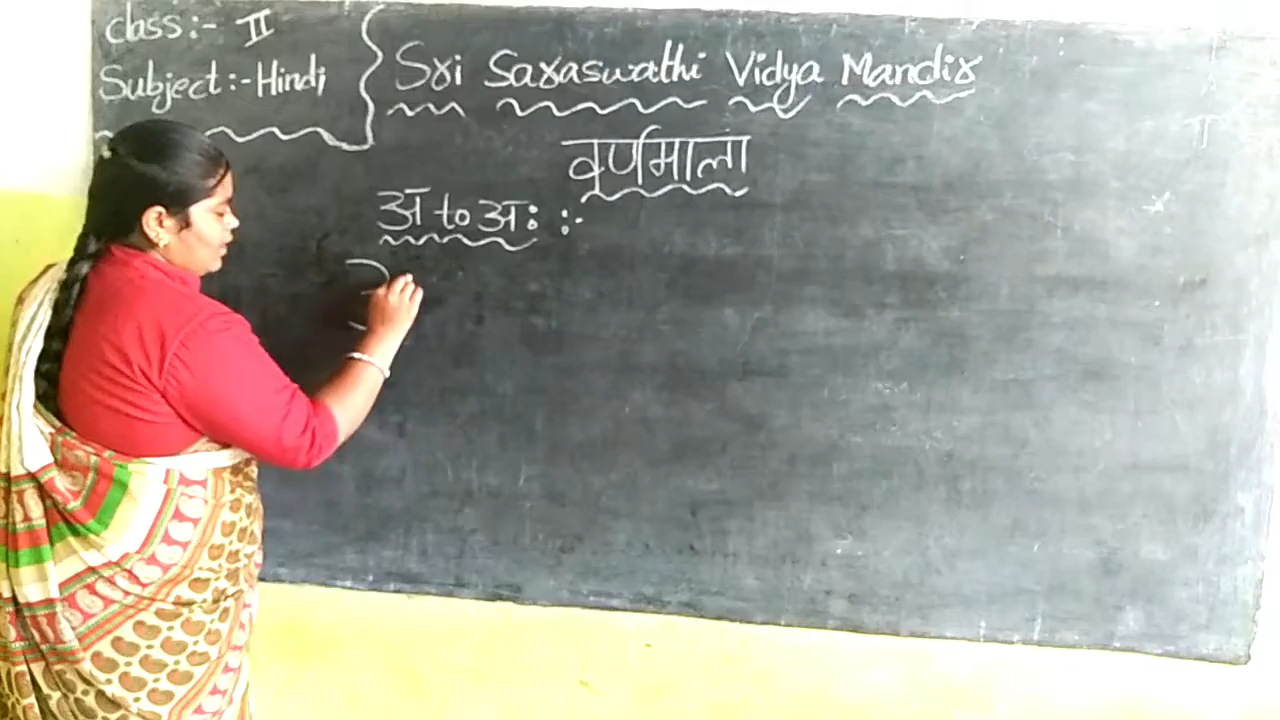 class:- II
Subject:-Hindi
Sri Saraswathi Vidya Mandir
वर्णमाला
अ to अः :-